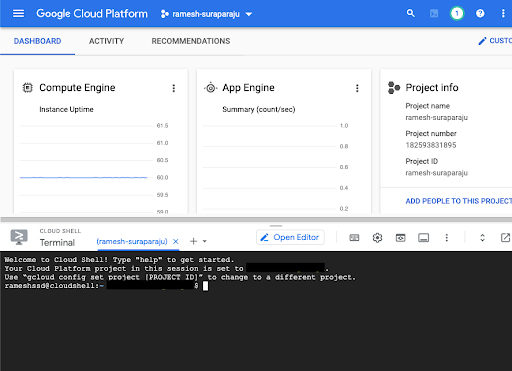 Google Cloud Platform
ramesh-suraparaju
1
?
DASHBOARD
ACTIVITY
RECOMMENDATIONS
CUSTO
Compute Engine
Instance Uptime
61.5
61.0
60.5
60.0
59.5
59.0
App Engine
Summary (count/sec)
1.0
0.8
0.6
0.4
0.2
Project info
Project name
ramesh-suraparaju
Project number
182593831895
Project ID
ramesh-suraparaju
ADD PEOPLE TO THIS PROJECT
CLOUD SHELL
Terminal
(ramesh-suraparaju)
Open Editor
Welcome to Cloud Shell! Type "help" to get started.
Your Cloud Platform project in this session is set to .
Use "gcloud config set project [PROJECT ID]" to change to a different project.
rameshssd@cloudshell:~ $